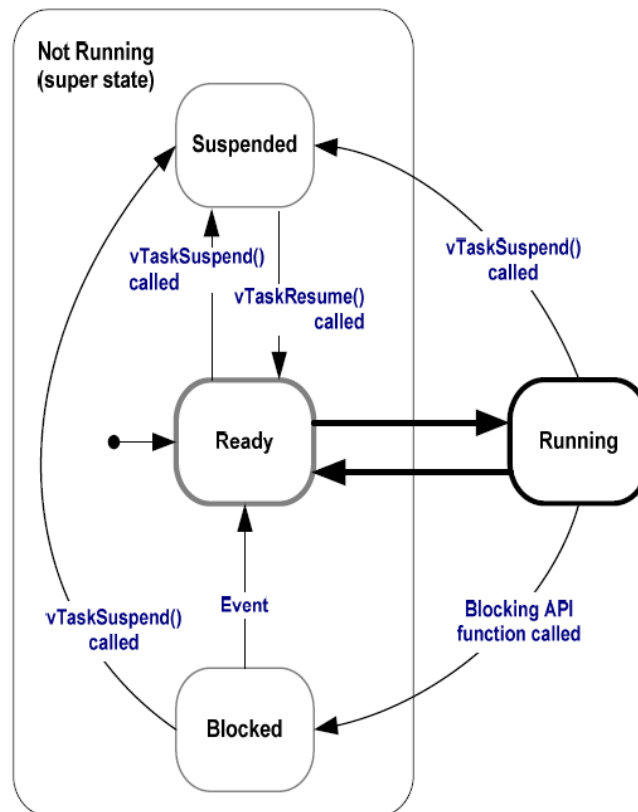 Not Running
(super state)
Suspended
vTaskSuspend()
called
vTaskResume()
called
vTaskSuspend()
called
Ready
Running
Event
vTaskSuspend()
called
Blocking API
function called
Blocked